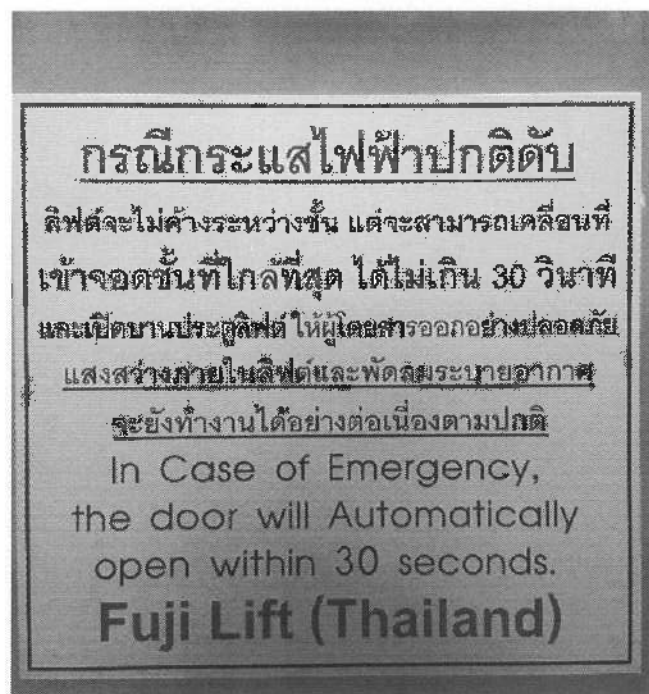 กรณีกระแสไฟฟ้าปกติดับ
ลิฟต์จะไม่ค้างระหว่างชั้น แต่จะสามารถเคลื่อนที่
เข้าจอดชั้นที่ใกล้ที่สุด ได้ไม่เกิน 30 วินาที
และเปิดบานประตูลิฟต์ ให้ผู้โดยสารออกอย่างปลอดภัย
แสงสว่างภายในลิฟต์และพัดลมระบายอากาศ
จะยังทำงานได้อย่างต่อเนื่องตามปกติ
In Case of Emergency,
the door will Automatically
open within 30 seconds.
Fuji Lift (Thailand)